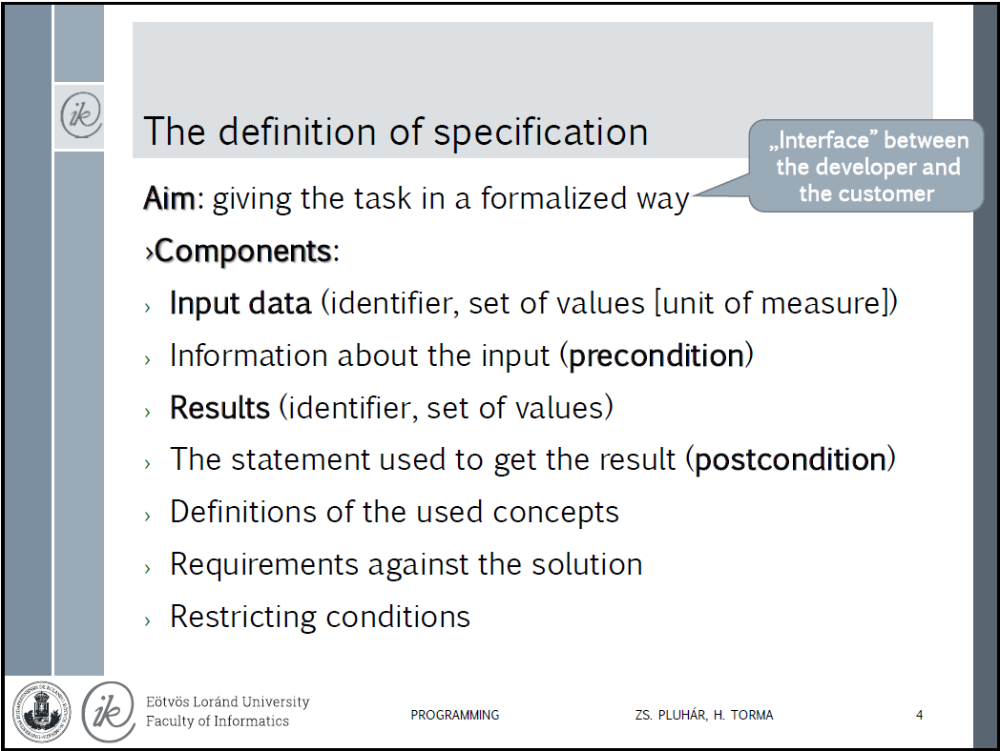 The definition of specification
„Interface” between
the developer and
the customer
Aim: giving the task in a formalized way
›Components:
› Input data (identifier, set of values [unit of measure])
› Information about the input (precondition)
› Results (identifier, set of values)
› The statement used to get the result (postcondition)
› Definitions of the used concepts
› Requirements against the solution
› Restricting conditions
ik
ik
Eötvös Loránd University
Faculty of Informatics
PROGRAMMING
ZS. PLUHÁR, H. TORMA
4